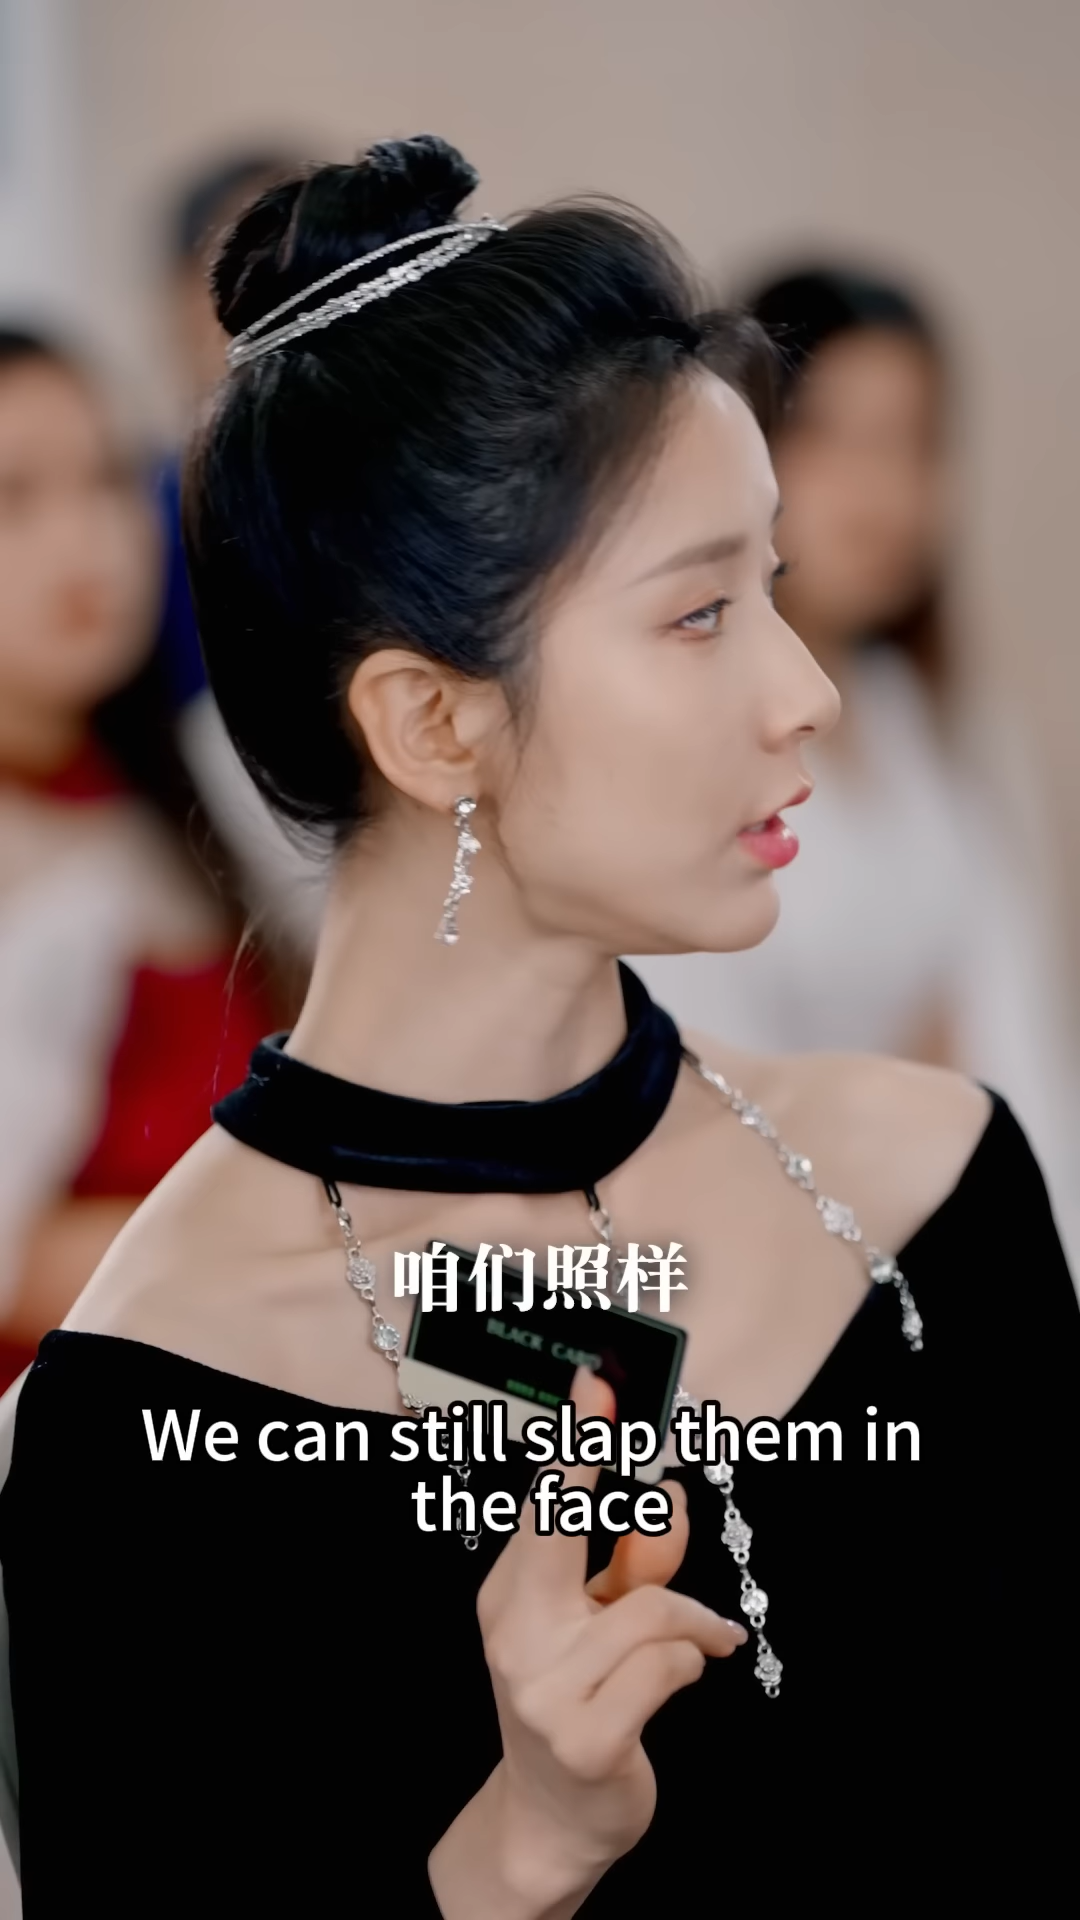 咱们照样
BLACK CARD
We can still slap them in
the face